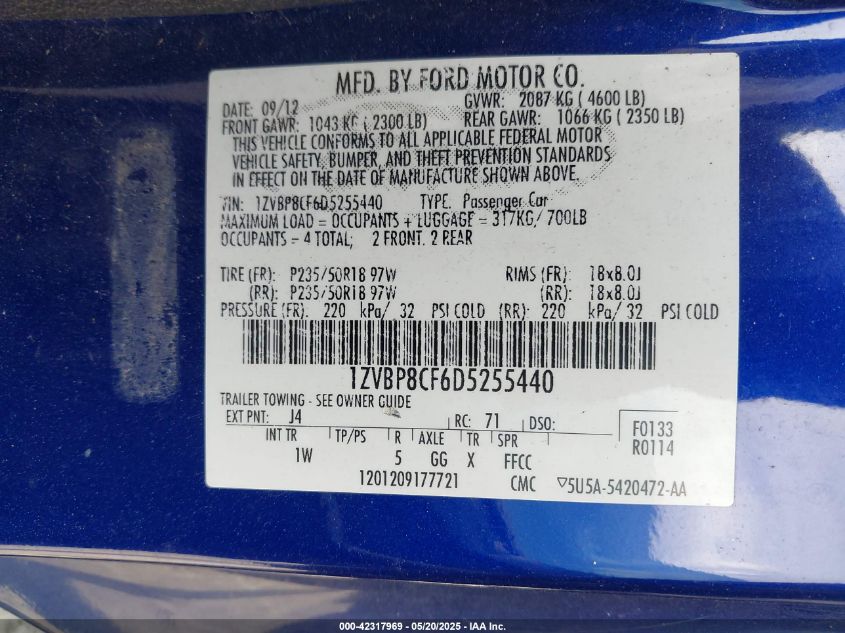 MFD. BY FORD MOTOR CO.
DATE: 09/12 GVWR: 2087 KG ( 4600 LB)
FRONT GAWR: 1043 KG ( 2300 LB) REAR GAWR: 1066 KG ( 2350 LB)
THIS VEHICLE CONFORMS TO ALL APPLICABLE FEDERAL MOTOR
VEHICLE SAFETY, BUMPER, AND THEFT PREVENTION STANDARDS
IN EFFECT ON THE DATE OF MANUFACTURE SHOWN ABOVE.
VIN: 1ZVBP8CF6D5255440 TYPE: Passenger Car
MAXIMUM LOAD = OCCUPANTS + LUGGAGE = 317KG/ 700LB
OCCUPANTS = 4 TOTAL; 2 FRONT. 2 REAR
TIRE (FR): P235/50R18 97W RIMS (FR): 18x8.0J
(RR): P235/50R18 97W (RR): 18x8.0J
PRESSURE (FR): 220 kPa/ 32 PSI COLD (RR): 220 kPa/ 32 PSI COLD
1ZVBP8CF6D5255440
TRAILER TOWING - SEE OWNER GUIDE
EXT PNT: J4 RC: 71 DSO: F0133
INT TR TP/PS R AXLE TR SPR R0114
1W 5 GG X FFCC
1201209177721 CMC ▽5U5A-5420472-AA
000-42317969 - 05/20/2025 - IAA Inc.